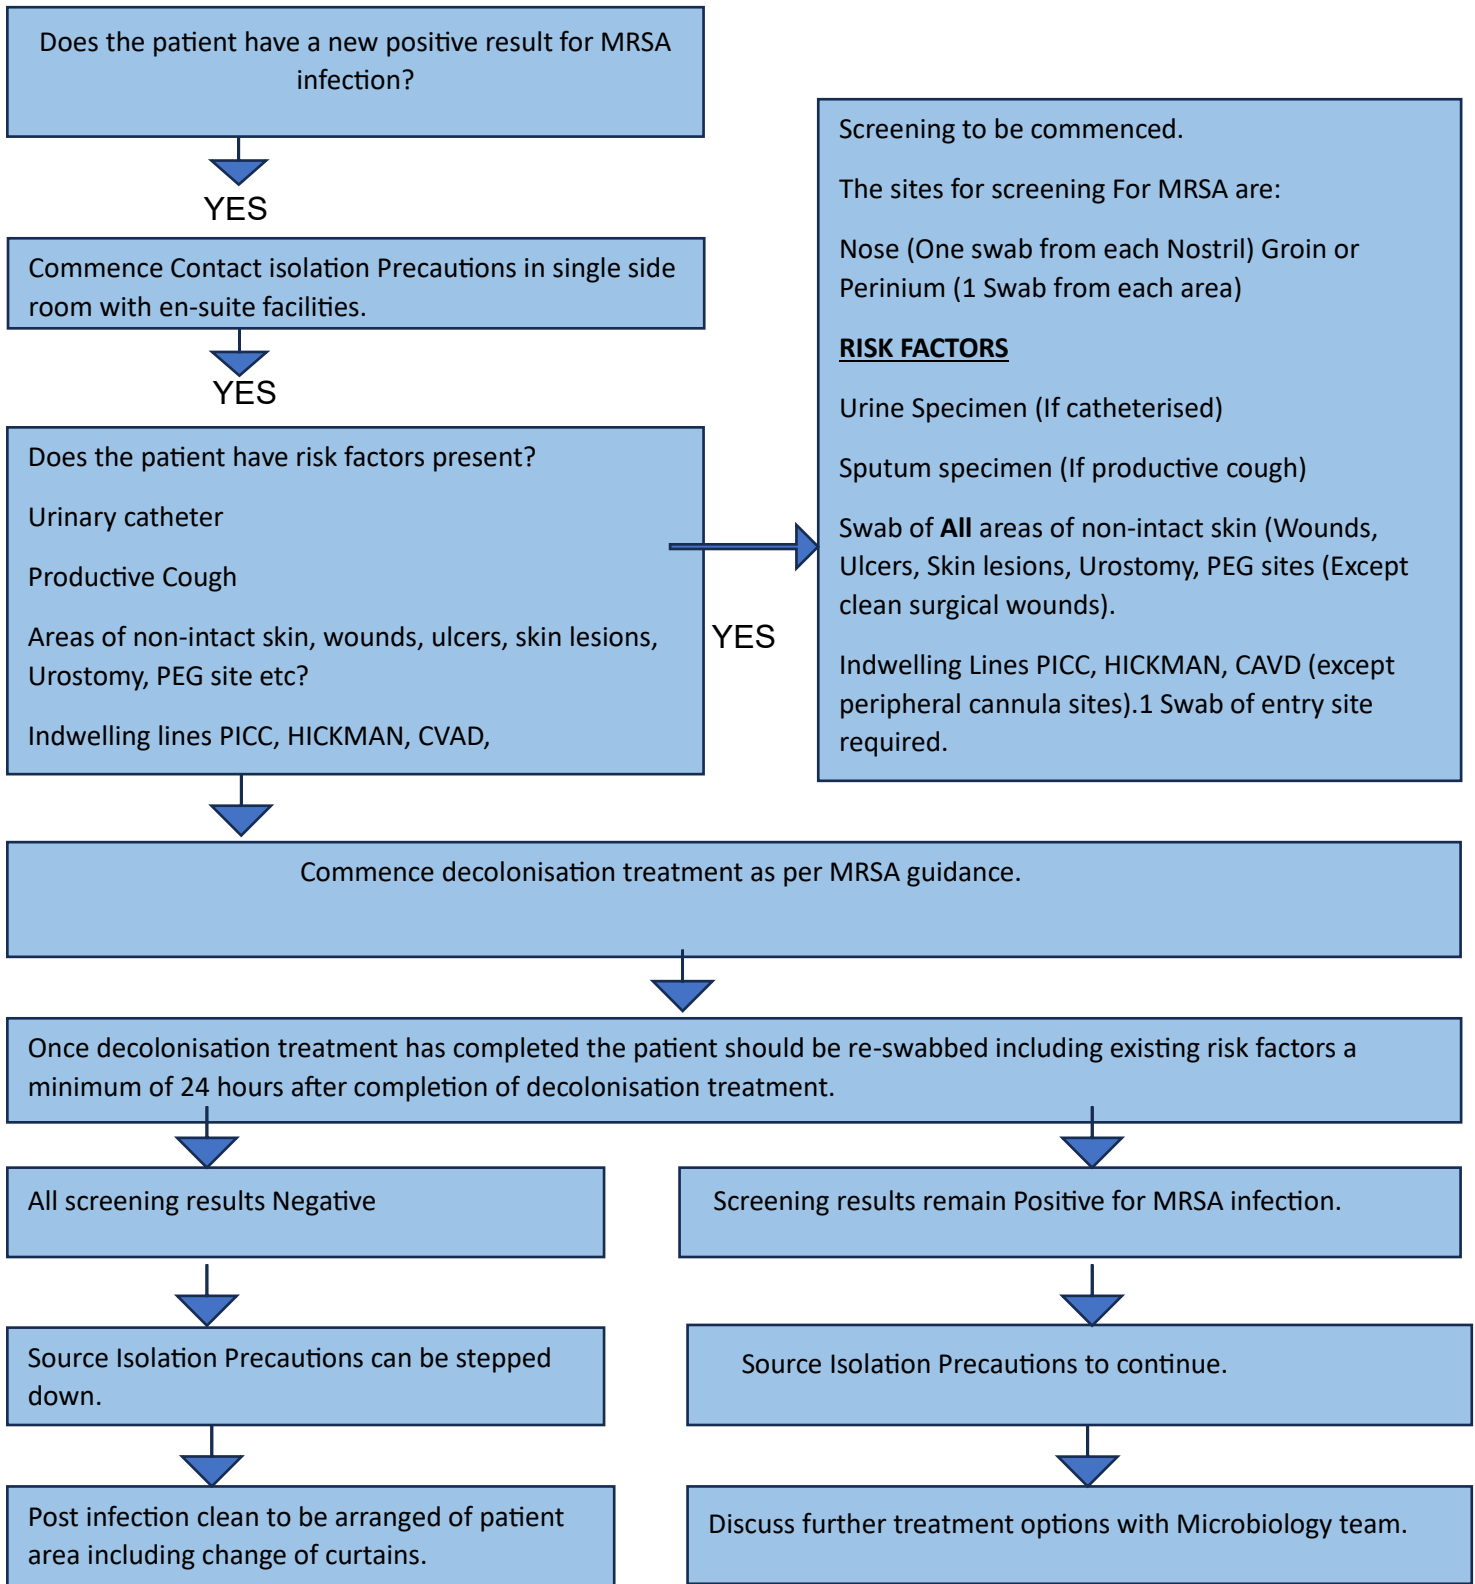 Does the patient have a new positive result for MRSA
infection?
YES
Commence Contact isolation Precautions in single side
room with en-suite facilities.
YES
Does the patient have risk factors present?
Urinary catheter
Productive Cough
Areas of non-intact skin, wounds, ulcers, skin lesions,
Urostomy, PEG site etc?
Indwelling lines PICC, HICKMAN, CVAD,
YES
Screening to be commenced.
The sites for screening For MRSA are:
Nose (One swab from each Nostril) Groin or
Perinium (1 Swab from each area)
RISK FACTORS
Urine Specimen (If catheterised)
Sputum specimen (If productive cough)
Swab of All areas of non-intact skin (Wounds,
Ulcers, Skin lesions, Urostomy, PEG sites (Except
clean surgical wounds).
Indwelling Lines PICC, HICKMAN, CAVD (except
peripheral cannula sites).1 Swab of entry site
required.
Commence decolonisation treatment as per MRSA guidance.
Once decolonisation treatment has completed the patient should be re-swabbed including existing risk factors a
minimum of 24 hours after completion of decolonisation treatment.
All screening results Negative
Source Isolation Precautions can be stepped
down.
Post infection clean to be arranged of patient
area including change of curtains.
Screening results remain Positive for MRSA infection.
Source Isolation Precautions to continue.
Discuss further treatment options with Microbiology team.